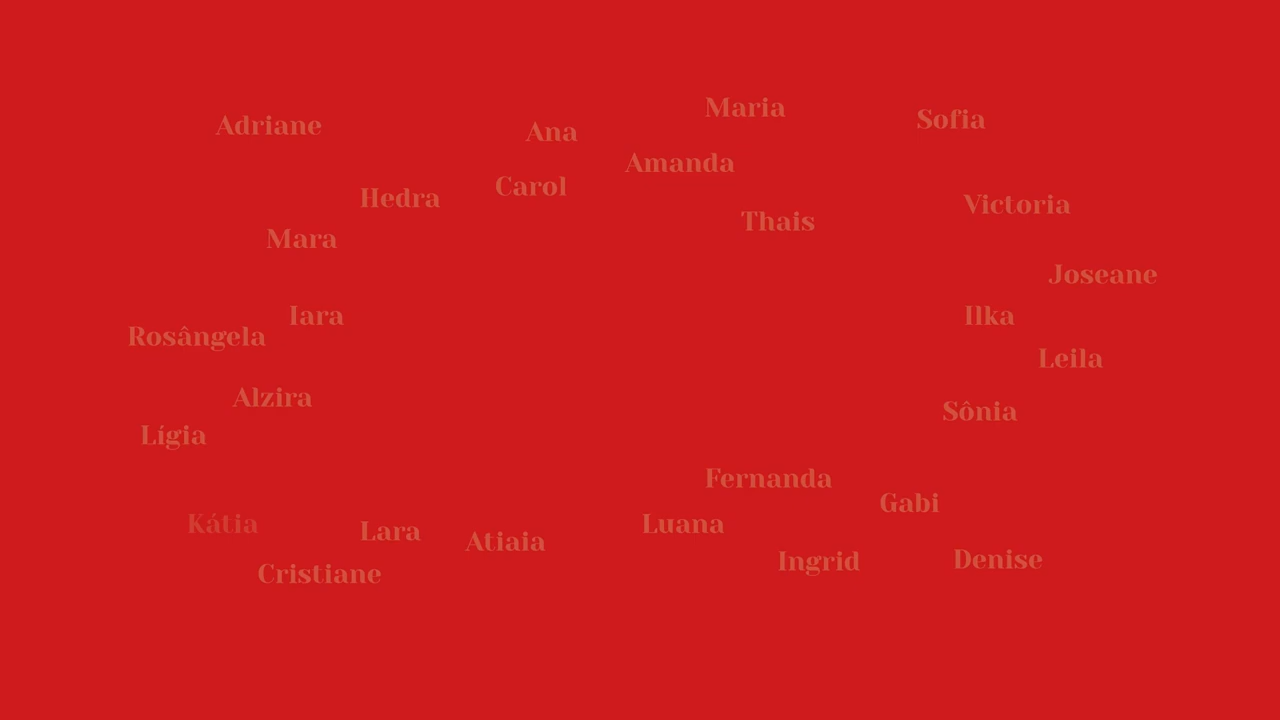 Maria
Sofia
Adriane
Ana
Amanda
Carol
Hedra
Victoria
Thais
Mara
Joseane
Iara
Ilka
Rosângela
Leila
Alzira
Sônia
Lígia
Fernanda
Gabi
Kátia
Luana
Lara
Atiaia
Ingrid
Denise
Cristiane